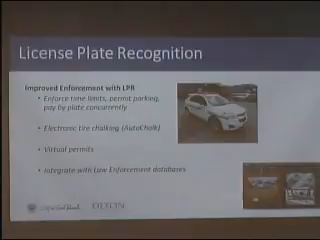 License Plate Recognition
Improved Enforcement with LPR
• Enforce time limits, permit parking,
pay by plate concurrently
• Electronic tire chalking (AutoChalk)
• Virtual permits
• Integrate with Law Enforcement databases
DIXON